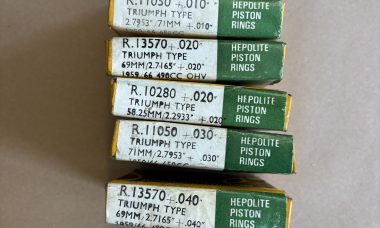 R.11050 +.010"
TRIUMPH TYPE
2.7953"/71MM +.010"
HEPOLITE
PISTON
RINGS
R.13570+.020"
TRIUMPH TYPE
69MM/2.7165" +.020"
1959-66 498CC OHV
HEPOLITE
PISTON
RINGS
R.10280 +.020"
TRIUMPH TYPE
58.25MM/2.2933" +.020"
HEPOLITE
PISTON
RINGS
R.11050 +.030"
TRIUMPH TYPE
71MM/2.7953" +.030"
HEPOLITE
PISTON
RINGS
R.13570 +.040"
TRIUMPH TYPE
69MM/2.7165"+.040"
HEPOLITE
PISTON
RINGS